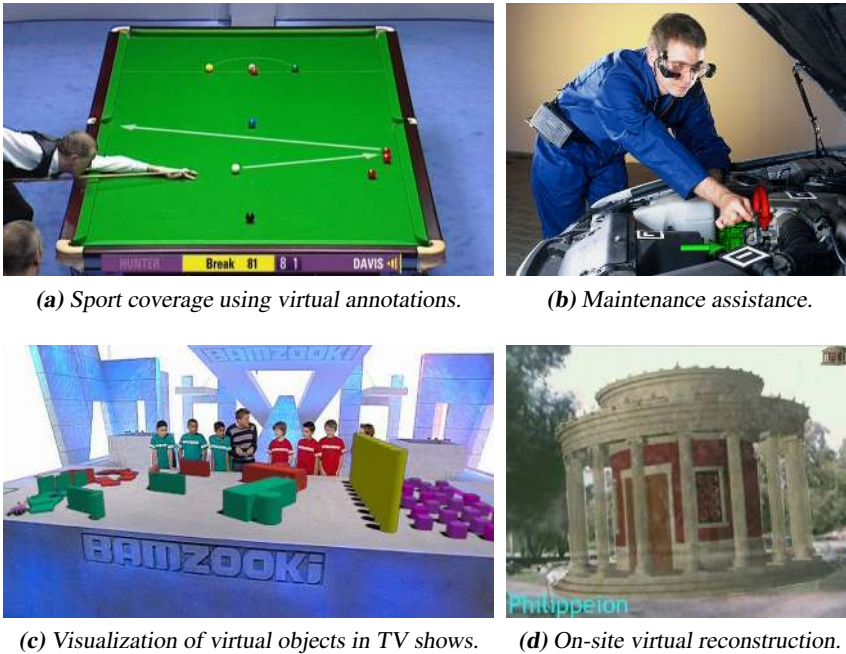 HUNTER Break 81 8 1 DAVIS
(a) Sport coverage using virtual annotations.
(b) Maintenance assistance.
BAMZOOKi
BAMZOOKi
(c) Visualization of virtual objects in TV shows.
Philippeion
(d) On-site virtual reconstruction.